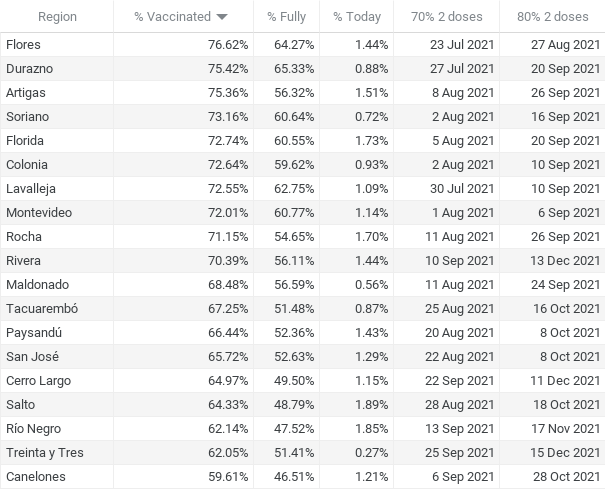 Region % Vaccinated % Fully % Today 70% 2 doses 80% 2 doses
Flores 76.62% 64.27% 1.44% 23 Jul 2021 27 Aug 2021
Durazno 75.42% 65.33% 0.88% 27 Jul 2021 20 Sep 2021
Artigas 75.36% 56.32% 1.51% 8 Aug 2021 26 Sep 2021
Soriano 73.16% 60.64% 0.72% 2 Aug 2021 16 Sep 2021
Florida 72.74% 60.55% 1.73% 5 Aug 2021 20 Sep 2021
Colonia 72.64% 59.62% 0.93% 2 Aug 2021 10 Sep 2021
Lavalleja 72.55% 62.75% 1.09% 30 Jul 2021 10 Sep 2021
Montevideo 72.01% 60.77% 1.14% 1 Aug 2021 6 Sep 2021
Rocha 71.15% 54.65% 1.70% 11 Aug 2021 26 Sep 2021
Rivera 70.39% 56.11% 1.44% 10 Sep 2021 13 Dec 2021
Maldonado 68.48% 56.59% 0.56% 11 Aug 2021 24 Sep 2021
Tacuarembó 67.25% 51.48% 0.87% 25 Aug 2021 16 Oct 2021
Paysandú 66.44% 52.36% 1.43% 20 Aug 2021 8 Oct 2021
San José 65.72% 52.63% 1.29% 22 Aug 2021 8 Oct 2021
Cerro Largo 64.97% 49.50% 1.15% 22 Sep 2021 11 Dec 2021
Salto 64.33% 48.79% 1.89% 28 Aug 2021 18 Oct 2021
Río Negro 62.14% 47.52% 1.85% 13 Sep 2021 17 Nov 2021
Treinta y Tres 62.05% 51.41% 0.27% 25 Sep 2021 15 Dec 2021
Canelones 59.61% 46.51% 1.21% 6 Sep 2021 28 Oct 2021